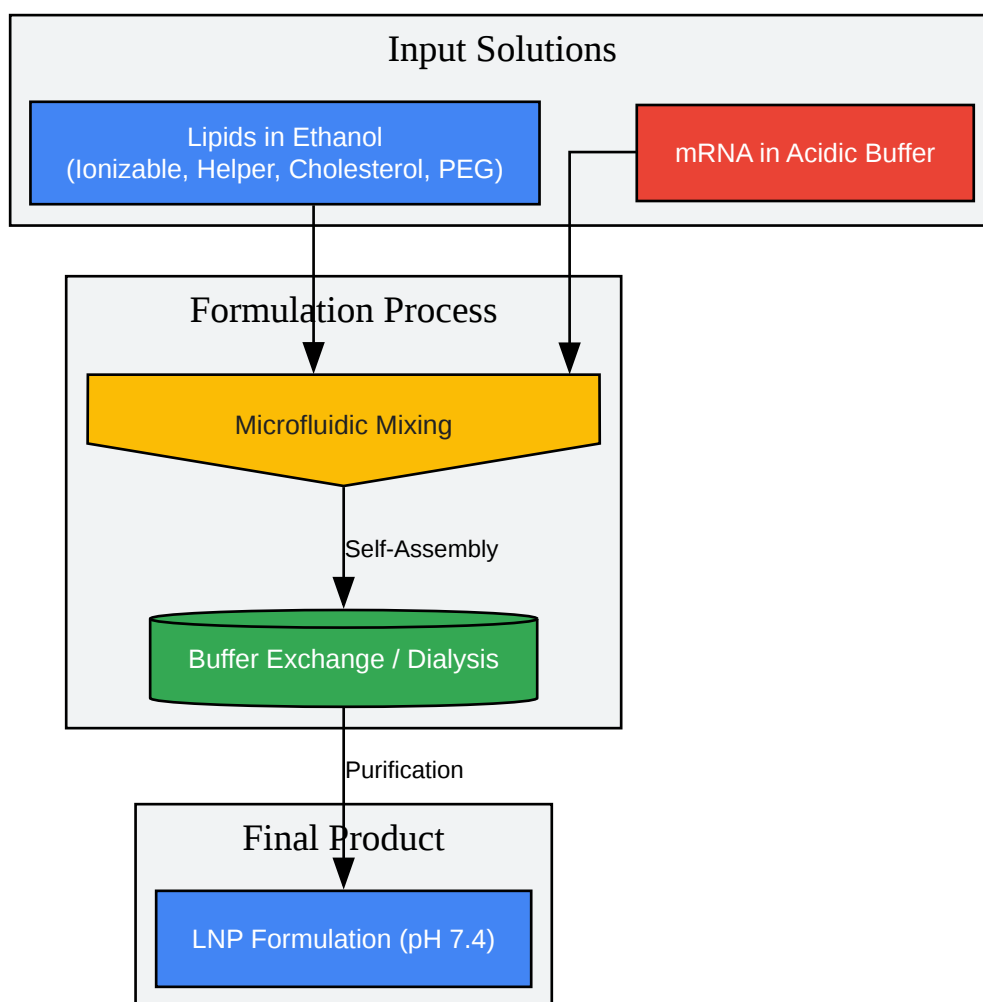 Input Solutions
Lipids in Ethanol
(Ionizable, Helper, Cholesterol, PEG)
mRNA in Acidic Buffer
Formulation Process
Microfluidic Mixing
Self-Assembly
Buffer Exchange / Dialysis
Purification
Final Product
LNP Formulation (pH 7.4)